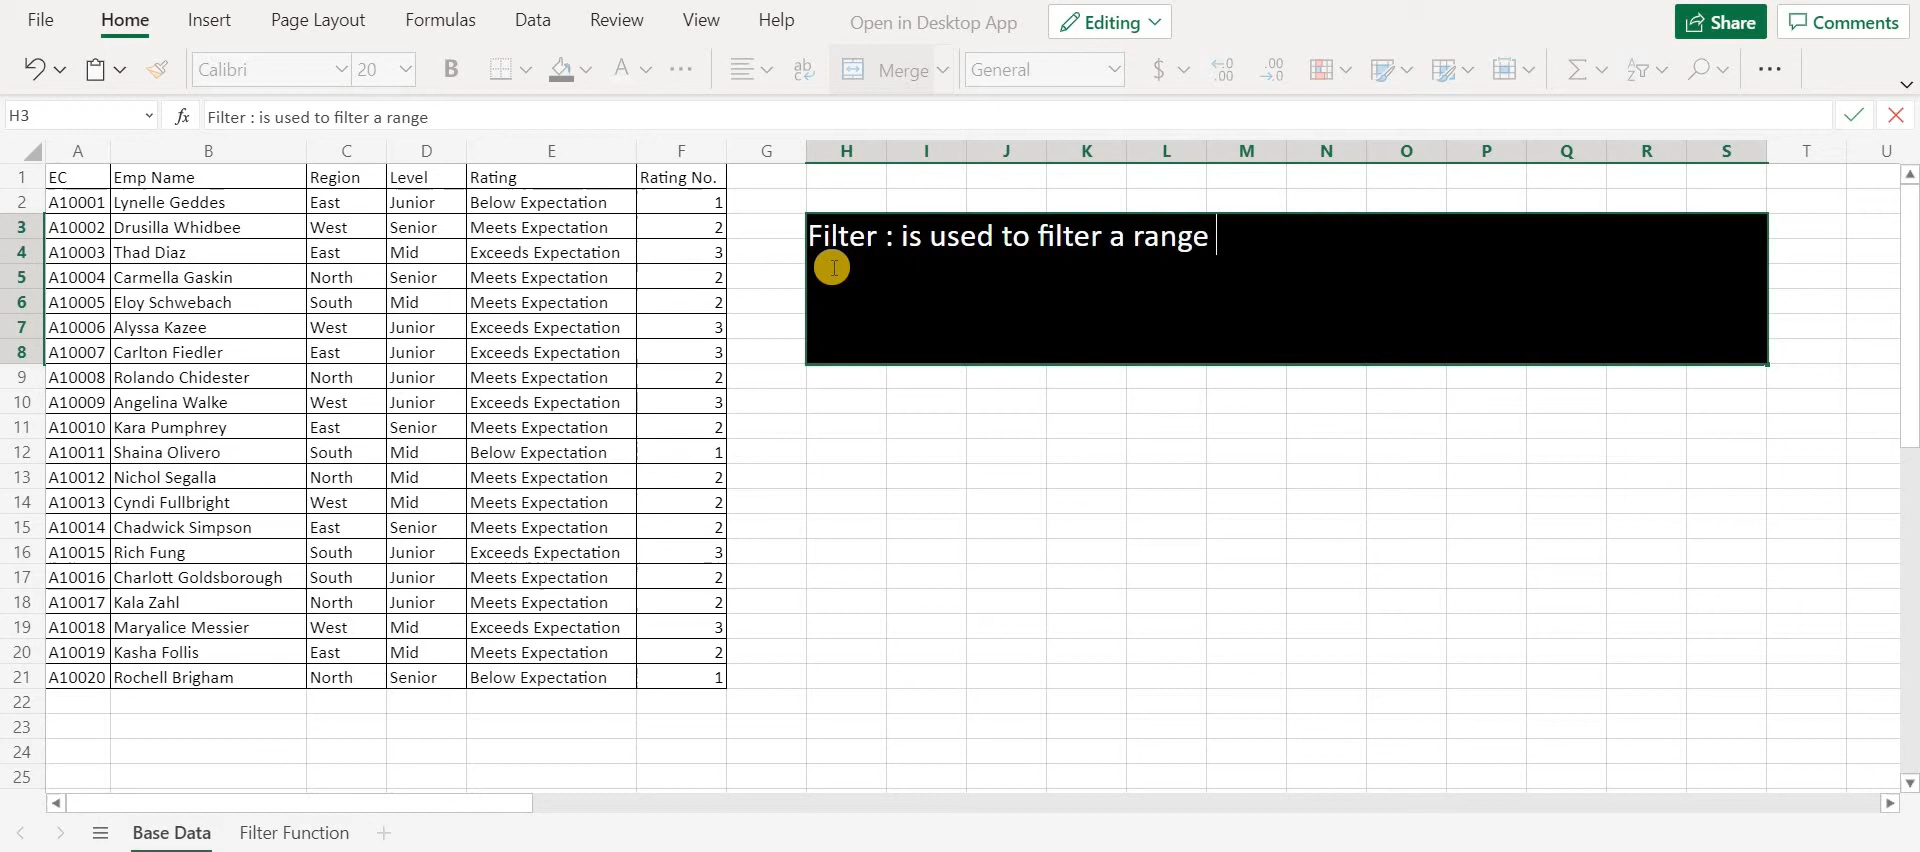 File Home Insert Page Layout Formulas Data Review View Help Open in Desktop App Editing Share Comments
Calibri 20 B A ... ab Merge General $ .00 .00 ...
H3 fx Filter : is used to filter a range
A B C D E F G H I J K L M N O P Q R S T U
1 EC Emp Name Region Level Rating Rating No.
2 A10001 Lynelle Geddes East Junior Below Expectation 1
3 A10002 Drusilla Whidbee West Senior Meets Expectation 2
Filter : is used to filter a range
4 A10003 Thad Diaz East Mid Exceeds Expectation 3
5 A10004 Carmella Gaskin North Senior Meets Expectation 2
6 A10005 Eloy Schwebach South Mid Meets Expectation 2
7 A10006 Alyssa Kazee West Junior Exceeds Expectation 3
8 A10007 Carlton Fiedler East Junior Exceeds Expectation 3
9 A10008 Rolando Chidester North Junior Meets Expectation 2
10 A10009 Angelina Walke West Junior Exceeds Expectation 3
11 A10010 Kara Pumphrey East Senior Meets Expectation 2
12 A10011 Shaina Olivero South Mid Below Expectation 1
13 A10012 Nichol Segalla North Mid Meets Expectation 2
14 A10013 Cyndi Fullbright West Mid Meets Expectation 2
15 A10014 Chadwick Simpson East Senior Meets Expectation 2
16 A10015 Rich Fung South Junior Exceeds Expectation 3
17 A10016 Charlott Goldsborough South Junior Meets Expectation 2
18 A10017 Kala Zahl North Junior Meets Expectation 2
19 A10018 Maryalice Messier West Mid Exceeds Expectation 3
20 A10019 Kasha Follis East Mid Meets Expectation 2
21 A10020 Rochell Brigham North Senior Below Expectation 1
22
23
24
25
Base Data Filter Function